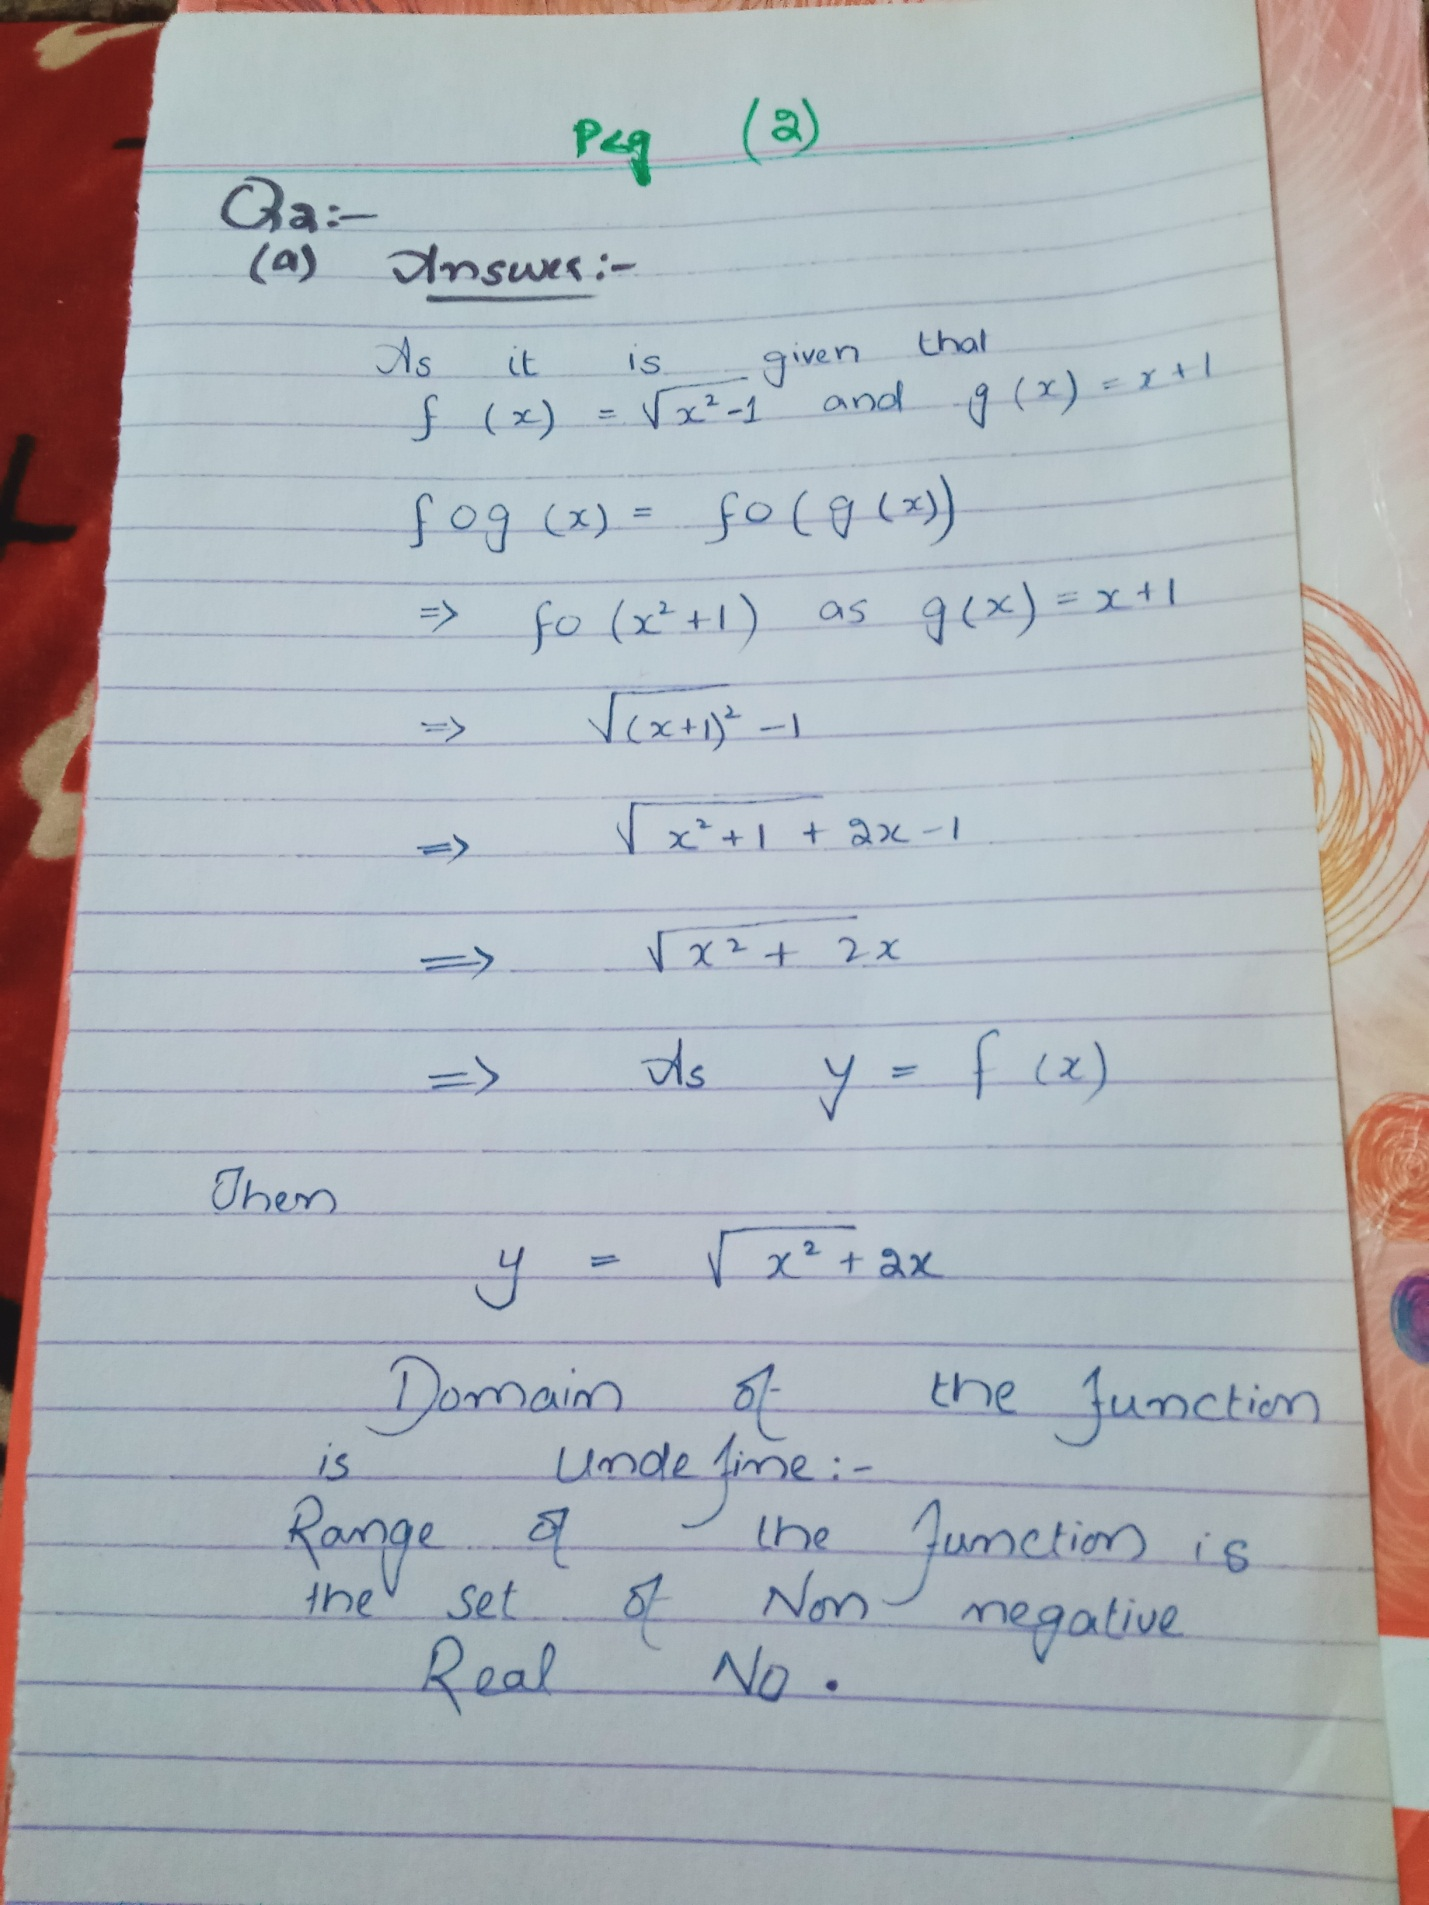 Peg (2)
Q2:-
(a) Answer:-
As it is given that
f (x) = √x²-1 and g (x) = x+1
fog (x) = fo(g(x))
=> fo (x²+1) as g(x) = x+1
=> √(x+1)² -1
=> √x²+1 + 2x-1
=> √x²+ 2x
=> As y = f (x)
Then
y = √x²+2x
Domain of the function
is undefine:-
Range of the function is
the set of Non negative
Real No.